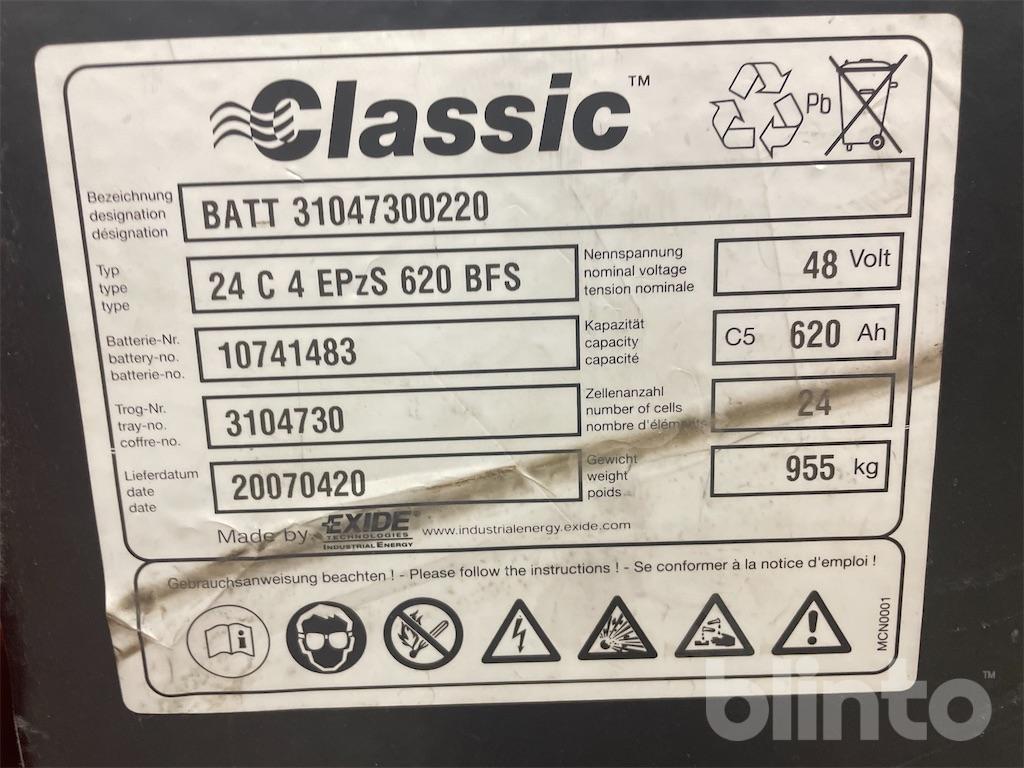 Classic™
Pb
Bezeichnung
designation
désignation
BATT 31047300220
Typ
type
type
24 C 4 EPzS 620 BFS
Nennspannung
nominal voltage
tension nominale
48 Volt
Batterie-Nr.
battery-no.
batterie-no.
10741483
Kapazität
capacity
capacité
C5 620 Ah
Trog-Nr.
tray-no.
coffre-no.
3104730
Zellenanzahl
number of cells
nombre d'éléments
24
Lieferdatum
date
date
20070420
Gewicht
weight
poids
955 kg
Made by EXIDE® www.industrialenergy.exide.com
TECHNOLOGIES
INDUSTRIAL ENERGY
Gebrauchsanweisung beachten ! - Please follow the instructions ! - Se conformer à la notice d'emploi !
MCN0001
blinto™